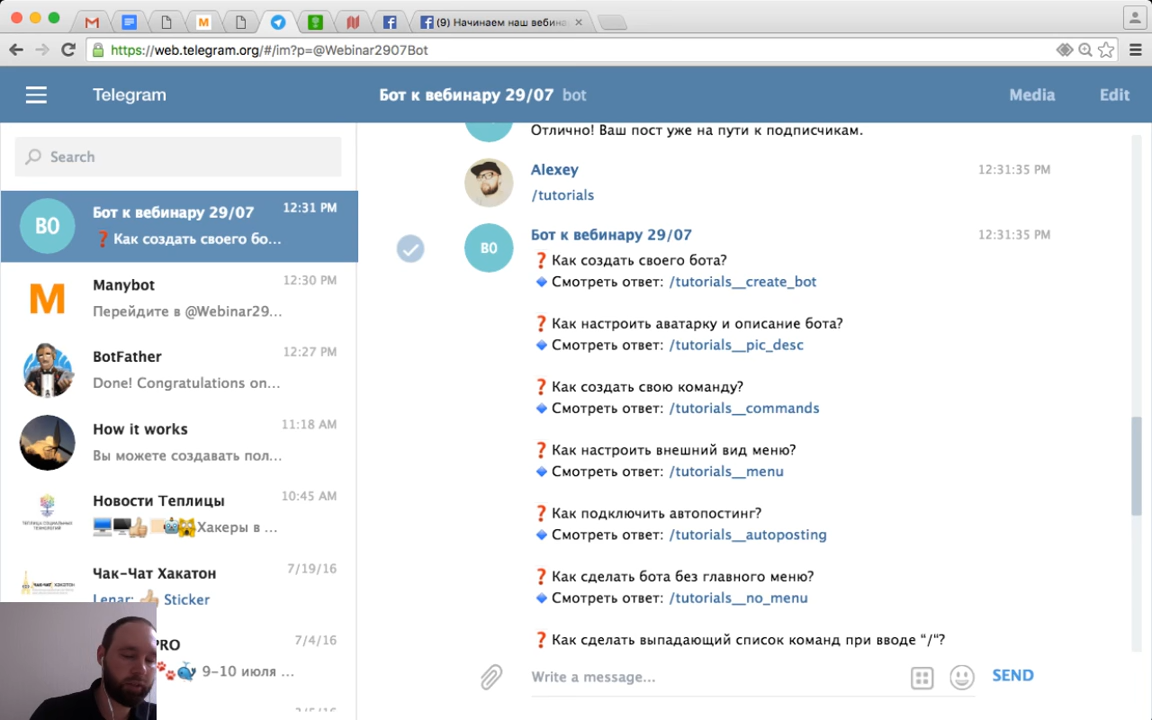 (9) Начинаем наш вебин
https://web.telegram.org/#/im?p=@Webinar2907Bot
Telegram
Бот к вебинару 29/07 bot
Media
Edit
Search
BO
Бот к вебинару 29/07
12:31 PM
❓ Как создать своего бо...
M
Manybot
12:30 PM
Перейдите в @Webinar29...
BotFather
12:27 PM
Done! Congratulations on...
How it works
11:18 AM
Вы можете создавать пол...
Новости Теплицы
10:45 AM
Хакеры в ...
Чак-Чат Хакатон
7/19/16
Lenar: 👍 Sticker
PRO
7/4/16
9–10 июля ...
Отлично! Ваш пост уже на пути к подписчикам.
Alexey
12:31:35 PM
/tutorials
BO
Бот к вебинару 29/07
12:31:35 PM
❓ Как создать своего бота?
🔹 Смотреть ответ: /tutorials__create_bot
❓ Как настроить аватарку и описание бота?
🔹 Смотреть ответ: /tutorials__pic_desc
❓ Как создать свою команду?
🔹 Смотреть ответ: /tutorials__commands
❓ Как настроить внешний вид меню?
🔹 Смотреть ответ: /tutorials__menu
❓ Как подключить автопостинг?
🔹 Смотреть ответ: /tutorials__autoposting
❓ Как сделать бота без главного меню?
🔹 Смотреть ответ: /tutorials__no_menu
❓ Как сделать выпадающий список команд при вводе "/"?
Write a message...
SEND